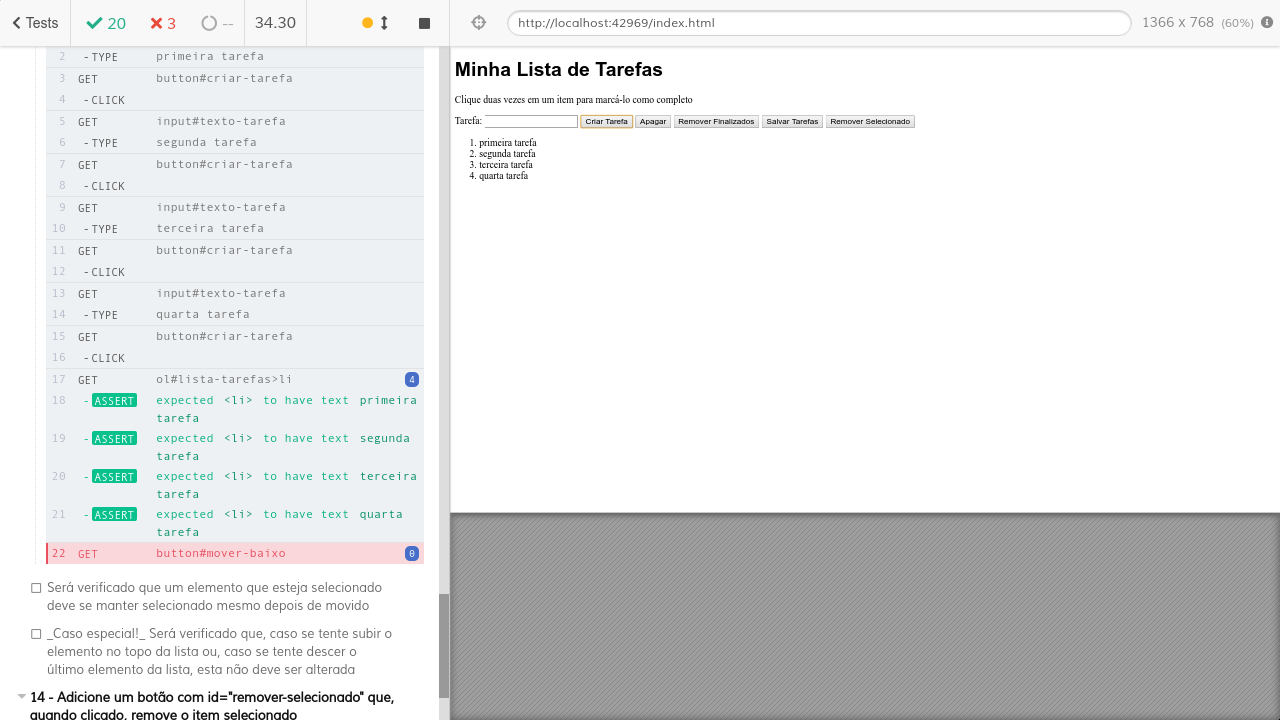 Tests
20
3
--
34.30
http://localhost:42969/index.html
1366 x 768 (60%)
2 -TYPE primeira tarefa
3 GET button#criar-tarefa
4 -CLICK
5 GET input#texto-tarefa
6 -TYPE segunda tarefa
7 GET button#criar-tarefa
8 -CLICK
9 GET input#texto-tarefa
10 -TYPE terceira tarefa
11 GET button#criar-tarefa
12 -CLICK
13 GET input#texto-tarefa
14 -TYPE quarta tarefa
15 GET button#criar-tarefa
16 -CLICK
17 GET ol#lista-tarefas>li 4
18 -ASSERT expected <li> to have text primeira
tarefa
19 -ASSERT expected <li> to have text segunda
tarefa
20 -ASSERT expected <li> to have text terceira
tarefa
21 -ASSERT expected <li> to have text quarta
tarefa
22 GET button#mover-baixo 0
Será verificado que um elemento que esteja selecionado
deve se manter selecionado mesmo depois de movido
_Caso especial!_ Será verificado que, caso se tente subir o
elemento no topo da lista ou, caso se tente descer o
último elemento da lista, esta não deve ser alterada
14 - Adicione um botão com id="remover-selecionado" que,
quando clicado, remove o item selecionado
Minha Lista de Tarefas
Clique duas vezes em um item para marcá-lo como completo
Tarefa: Criar Tarefa Apagar Remover Finalizados Salvar Tarefas Remover Selecionado
1. primeira tarefa
2. segunda tarefa
3. terceira tarefa
4. quarta tarefa